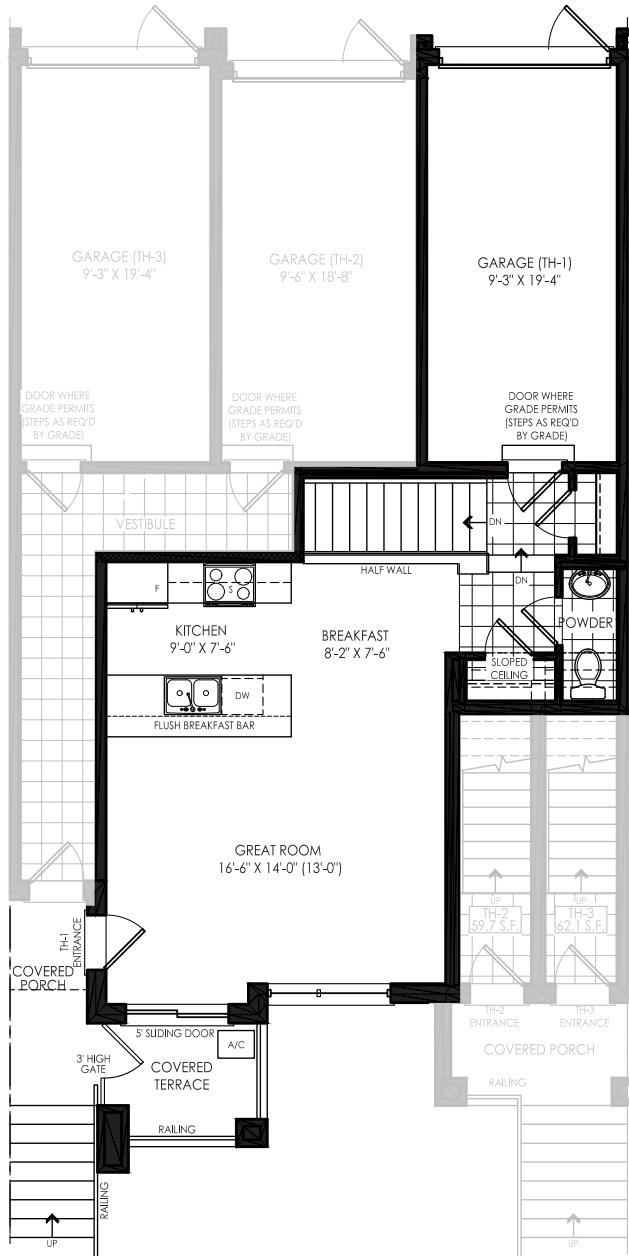 GARAGE (TH-3)
9'-3" X 19'-4"
GARAGE (TH-2)
9'-6" X 18'-8"
GARAGE (TH-1)
9'-3" X 19'-4"
DOOR WHERE
GRADE PERMITS
(STEPS AS REQ'D
BY GRADE)
DOOR WHERE
GRADE PERMITS
(STEPS AS REQ'D
BY GRADE)
DOOR WHERE
GRADE PERMITS
(STEPS AS REQ'D
BY GRADE)
VESTIBULE
DN
HALF WALL
DN
F
S
KITCHEN
9'-0" X 7'-6"
BREAKFAST
8'-2" X 7'-6"
POWDER
SLOPED
CEILING
DW
FLUSH BREAKFAST BAR
GREAT ROOM
16'-6" X 14'-0" (13'-0")
UP
UP
TH-2
59.7 S.F.
TH-3
62.1 S.F.
TH-1
ENTRANCE
COVERED
PORCH
TH-2
ENTRANCE
TH-3
ENTRANCE
5' SLIDING DOOR
A/C
3' HIGH
GATE
COVERED
TERRACE
COVERED PORCH
RAILING
RAILING
RAILING
UP
UP